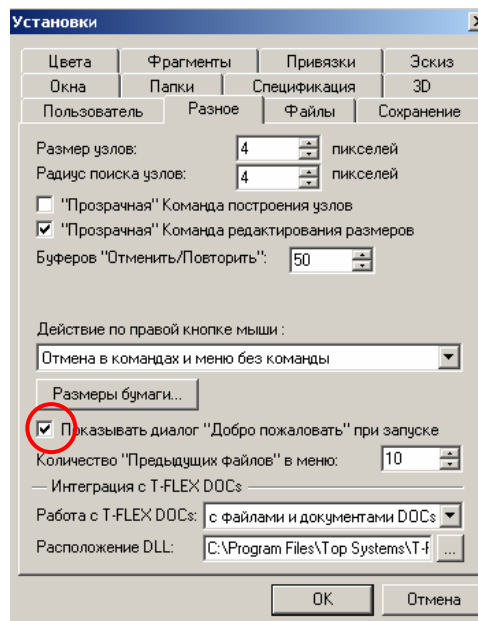 Установки
Цвета Фрагменты Привязки Эскиз
Окна Папки Спецификация 3D
Пользователь Разное Файлы Сохранение
Размер узлов: 4 пикселей
Радиус поиска узлов: 4 пикселей
"Прозрачная" Команда построения узлов
"Прозрачная" Команда редактирования размеров
Буферов "Отменить/Повторить": 50
Действие по правой кнопке мыши :
Отмена в командах и меню без команды
Размеры бумаги...
Показывать диалог "Добро пожаловать" при запуске
Количество "Предыдущих файлов" в меню: 10
Интеграция с T-FLEX DOCs
Работа с T-FLEX DOCs: с файлами и документами DOCs
Расположение DLL: C:\Program Files\Top Systems\T-F ...
OK Отмена